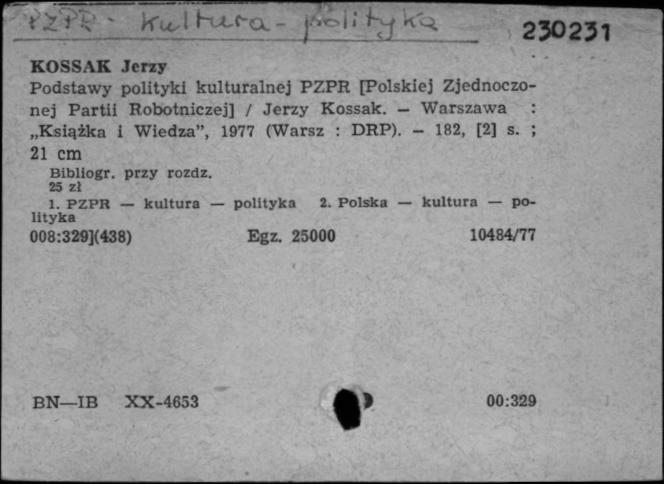 PZPR - kultura - polityka
230231
KOSSAK Jerzy
Podstawy polityki kulturalnej PZPR [Polskiej Zjednoczo-
nej Partii Robotniczej] / Jerzy Kossak. — Warszawa :
„Książka i Wiedza”, 1977 (Warsz : DRP). — 182, [2] s. ;
21 cm
Bibliogr. przy rozdz.
25 zł
1. PZPR — kultura — polityka 2. Polska — kultura — po-
lityka
008:329](438) Egz. 25000 10484/77
BN—IB XX-4653 00:329